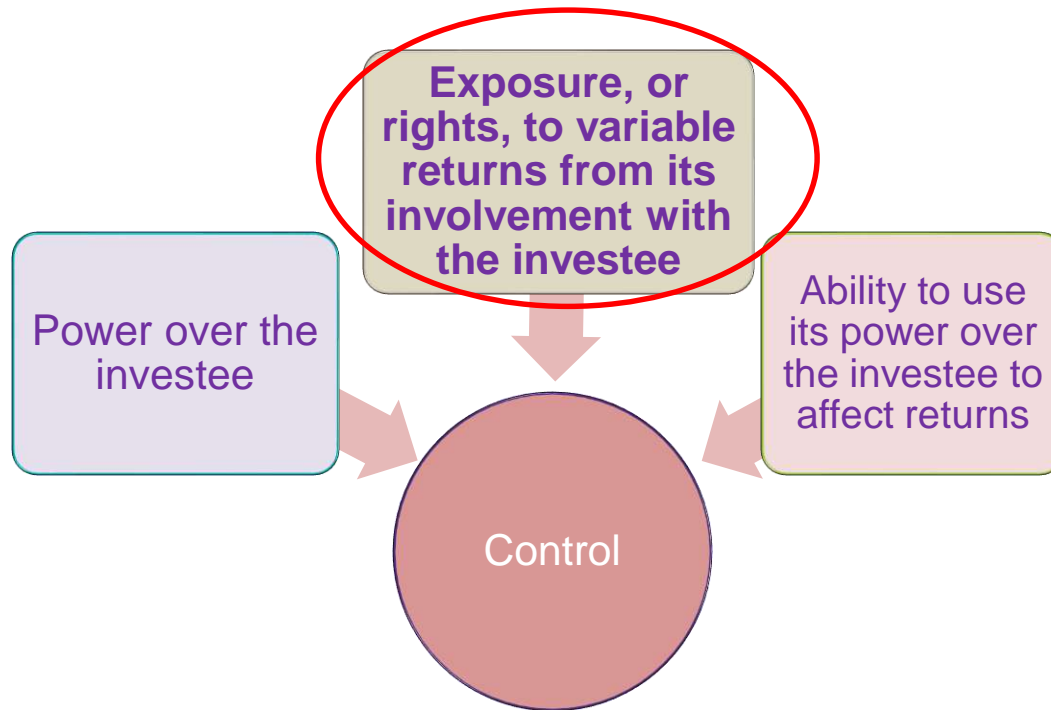 Exposure, or
rights, to variable
returns from its
involvement with
the investee
Power over the
investee
Ability to use
its power over
the investee to
affect returns
Control